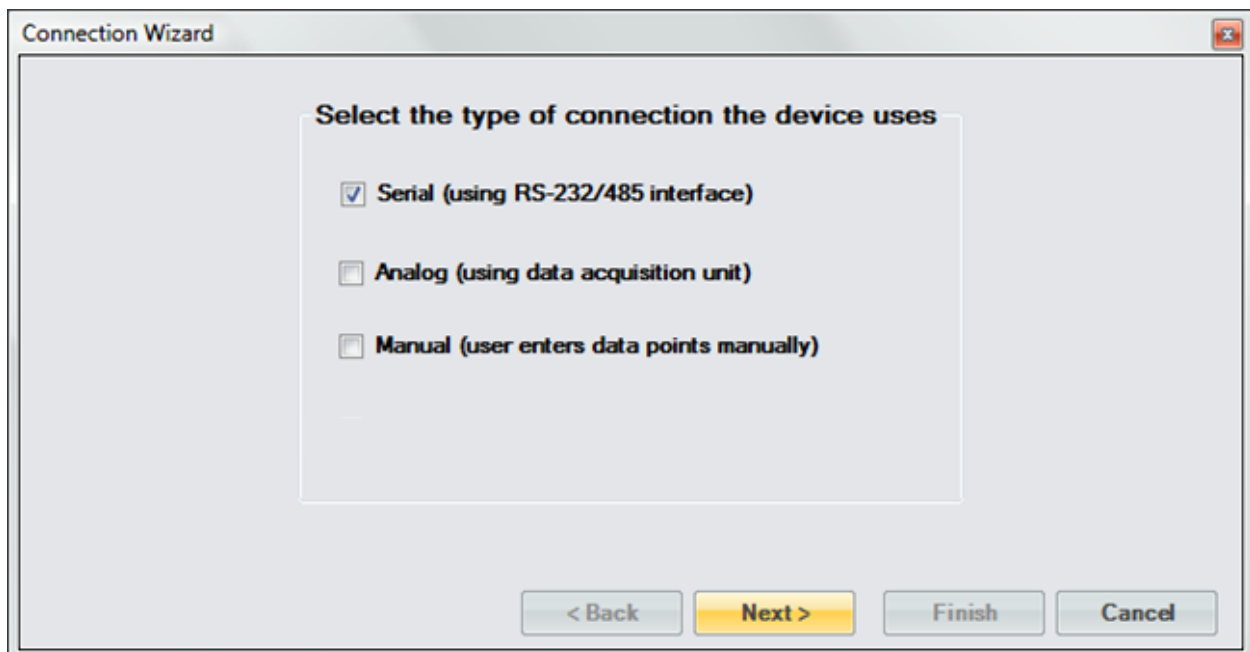 Connection Wizard
Select the type of connection the device uses
Serial (using RS-232/485 interface)
Analog (using data acquisition unit)
Manual (user enters data points manually)
< Back Next > Finish Cancel